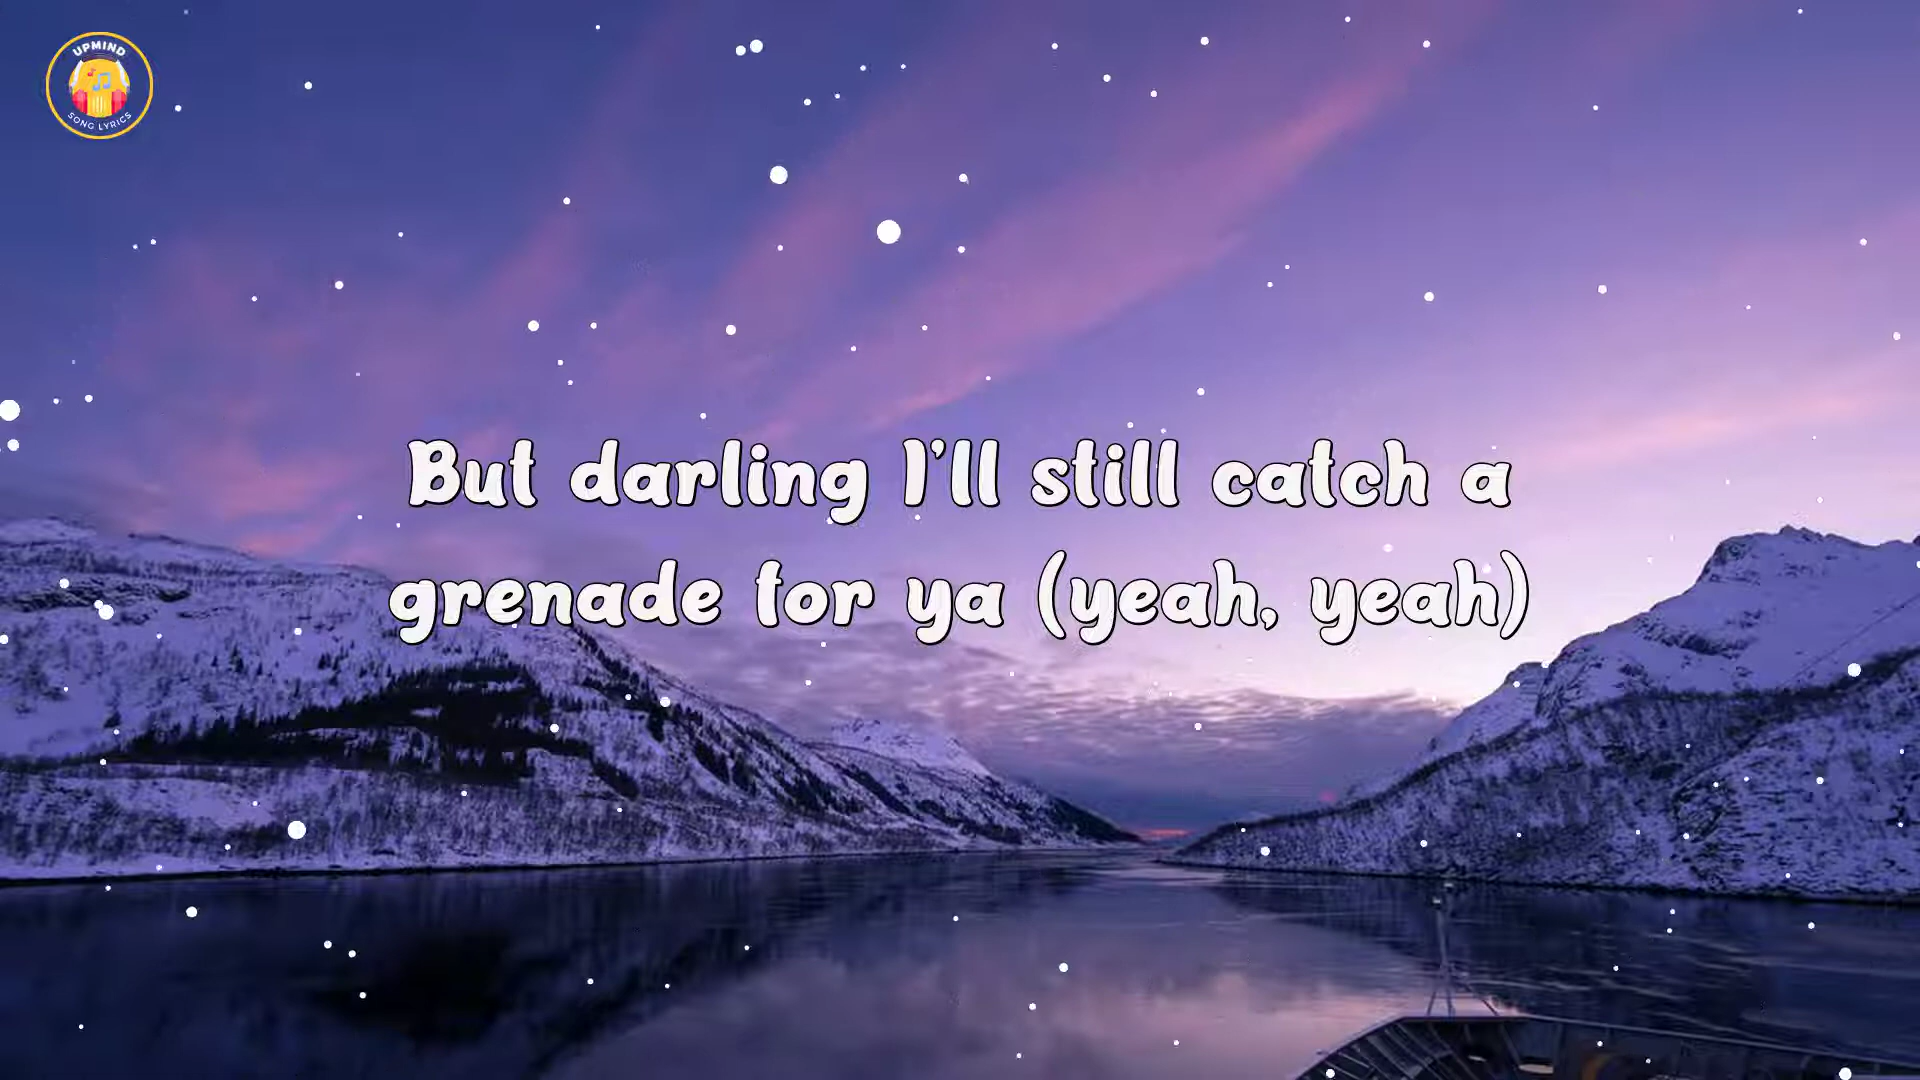 UPMIND
SONG LYRICS
But darling I'll still catch a
grenade for ya (yeah, yeah)